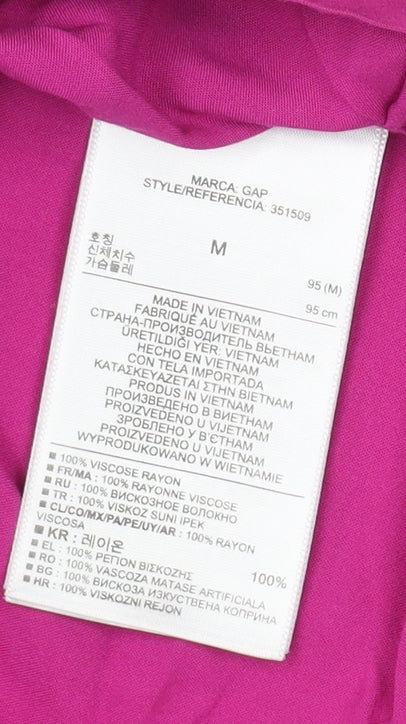 MARCA: GAP
STYLE/REFERENCIA: 351509
M
호칭 95 (M)
신체치수
가슴둘레 95 cm
MADE IN VIETNAM
FABRIQUÉ AU VIETNAM
СТРАНА-ПРОИЗВОДИТЕЛЬ ВЬЕТНАМ
ÜRETILDIĞI YER: VIETNAM
HECHO EN VIETNAM
CON TELA IMPORTADA
ΚΑΤΑΣΚΕΥΑΖΕΤΑΙ ΣΤΗΝ ΒΙΕΤΝΑΜ
PRODUS IN VIETNAM
ПРОИЗВЕДЕНО В ВИЕТНАМ
PROIZVEDENO U VIJETNAM
ЗРОБЛЕНО У В'ЄТНАМ
PROIZVEDENO U VIJETNAM
WYPRODUKOWANO W WIETNAMIE
■ 100% VISCOSE RAYON
■ FR/MA : 100% RAYONNE VISCOSE
■ RU : 100% ВИСКОЗНОЕ ВОЛОКНО
■ TR : 100% VISKOZ SUNI IPEK
■ CL/CO/MX/PA/PE/UY/AR : 100% RAYON
VISCOSA
■ KR : 레이온 100%
■ EL : 100% ΡΕΠΟΝ ΒΙΣΚΟΖΗΣ
■ RO : 100% VASCOZA MATASE ARTIFICIALA
■ BG : 100% ВИСКОЗА ИЗКУСТВЕНА КОПРИНА
■ HR : 100% VISKOZNI REJON